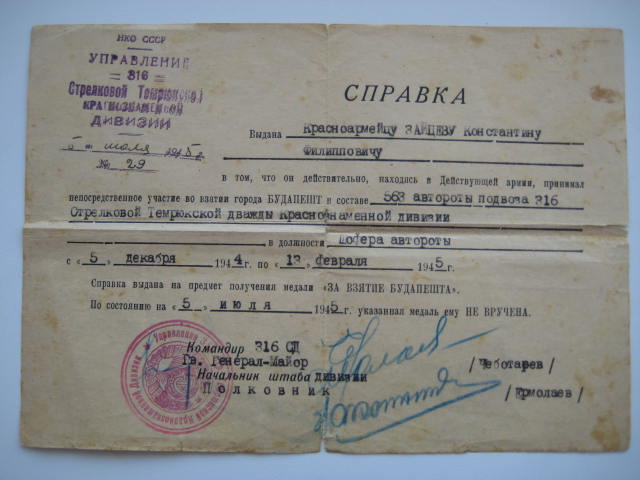 НКО СССР
УПРАВЛЕНИЕ
= 316 =
Стрелковой Темрюкско
КРАСНОЗНАМЕННОЙ
ДИВИЗИИ
5 июля 1945 г.
№ 29
СПРАВКА
Выдана Красноармейцу ЗАЙЦЕВУ Константину
Филипповичу
в том, что он действительно, находясь в Действующей армии, принимал
непосредственное участие во взятии города БУДАПЕШТ в составе 563 автороты подвоза 316
Стрелковой Темрюкской дважды краснознаменной дивизии
в должности Шофера автороты
с «5» декабря 1944 г. по «13» февраля 1945 г.
Справка выдана на предмет получения медали «ЗА ВЗЯТИЕ БУДАПЕШТА».
По состоянию на «5» июля 1945 г. указанная медаль ему НЕ ВРУЧЕНА.
Командир 316 СД
Гв. Генерал-Майор /Чеботарев/
Начальник штаба дивизии
Полковник /Ермолаев/